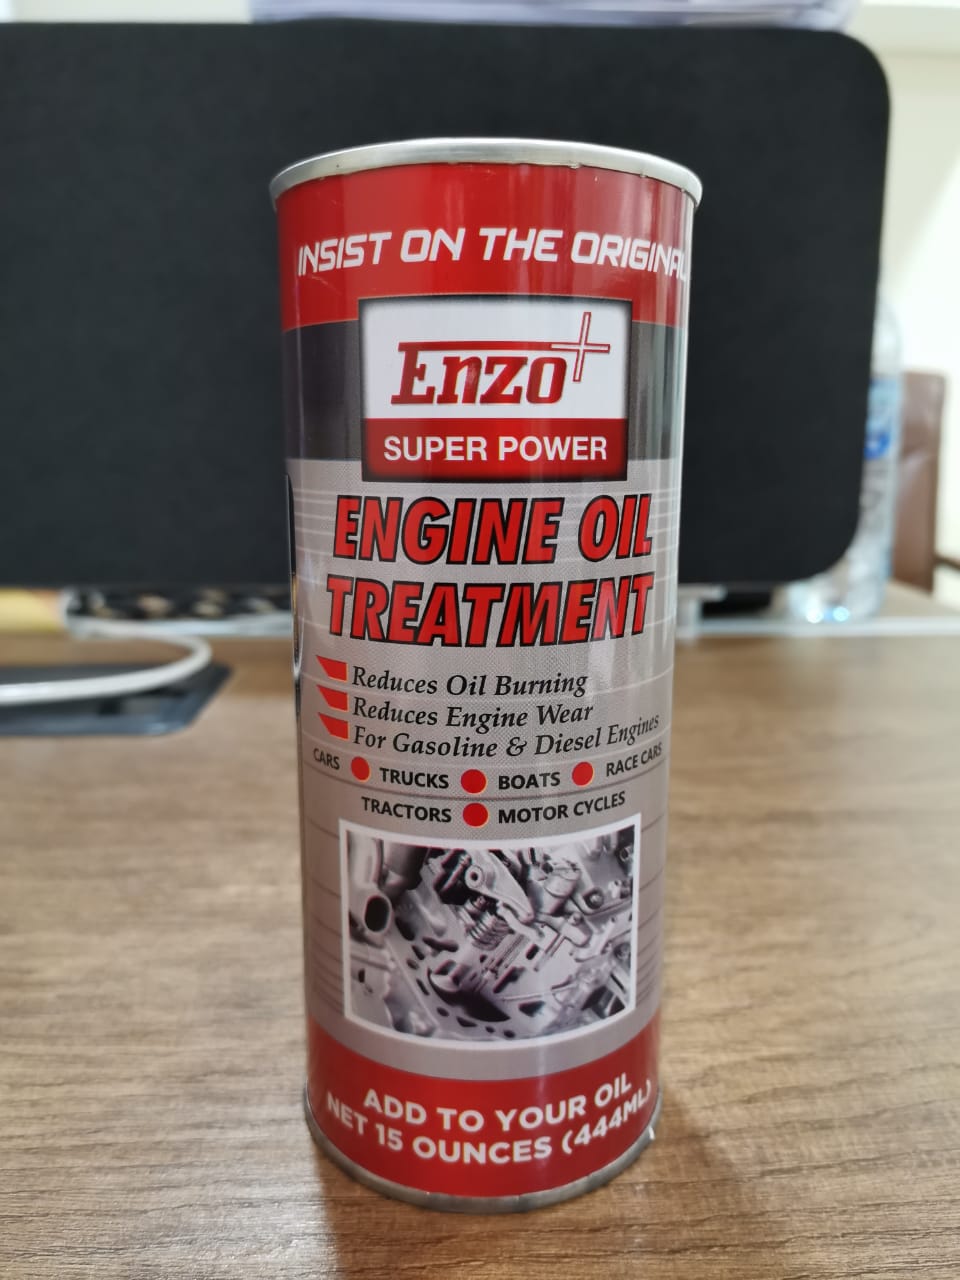 INSIST ON THE ORIGINAL
Enzo+
SUPER POWER
ENGINE OIL
TREATMENT
Reduces Oil Burning
Reduces Engine Wear
For Gasoline & Diesel Engines
CARS ● TRUCKS ● BOATS ● RACE CARS
TRACTORS ● MOTOR CYCLES
ADD TO YOUR OIL
NET 15 OUNCES (444ML)